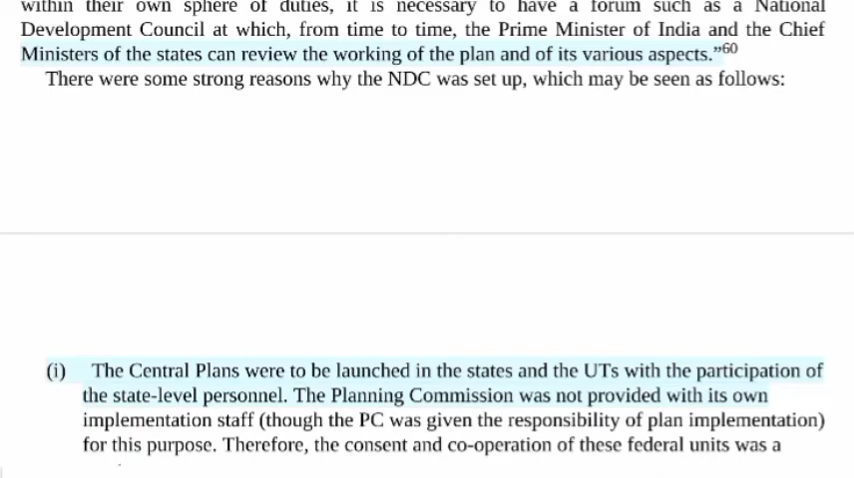 within their own sphere of duties, it is necessary to have a forum such as a National
Development Council at which, from time to time, the Prime Minister of India and the Chief
Ministers of the states can review the working of the plan and of its various aspects.”60
There were some strong reasons why the NDC was set up, which may be seen as follows:
(i) The Central Plans were to be launched in the states and the UTs with the participation of
the state-level personnel. The Planning Commission was not provided with its own
implementation staff (though the PC was given the responsibility of plan implementation)
for this purpose. Therefore, the consent and co-operation of these federal units was a